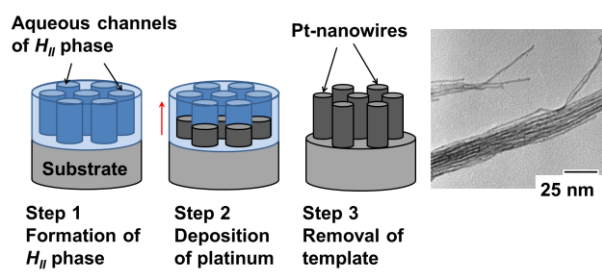 Aqueous channels
of H_II phase
Pt-nanowires
Substrate
25 nm
Step 1
Formation of
H_II phase
Step 2
Deposition
of platinum
Step 3
Removal of
template